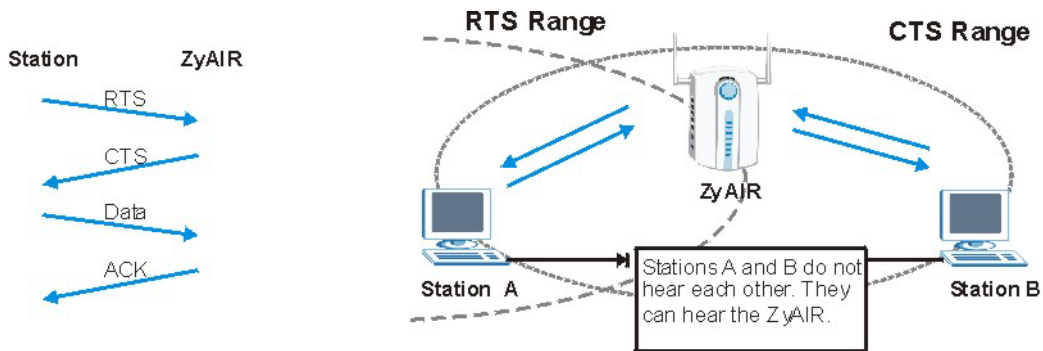 Station ZyAIR
RTS
CTS
Data
ACK
RTS Range
CTS Range
ZyAIR
Station A
Stations A and B do not
hear each other. They
can hear the ZyAIR.
Station B